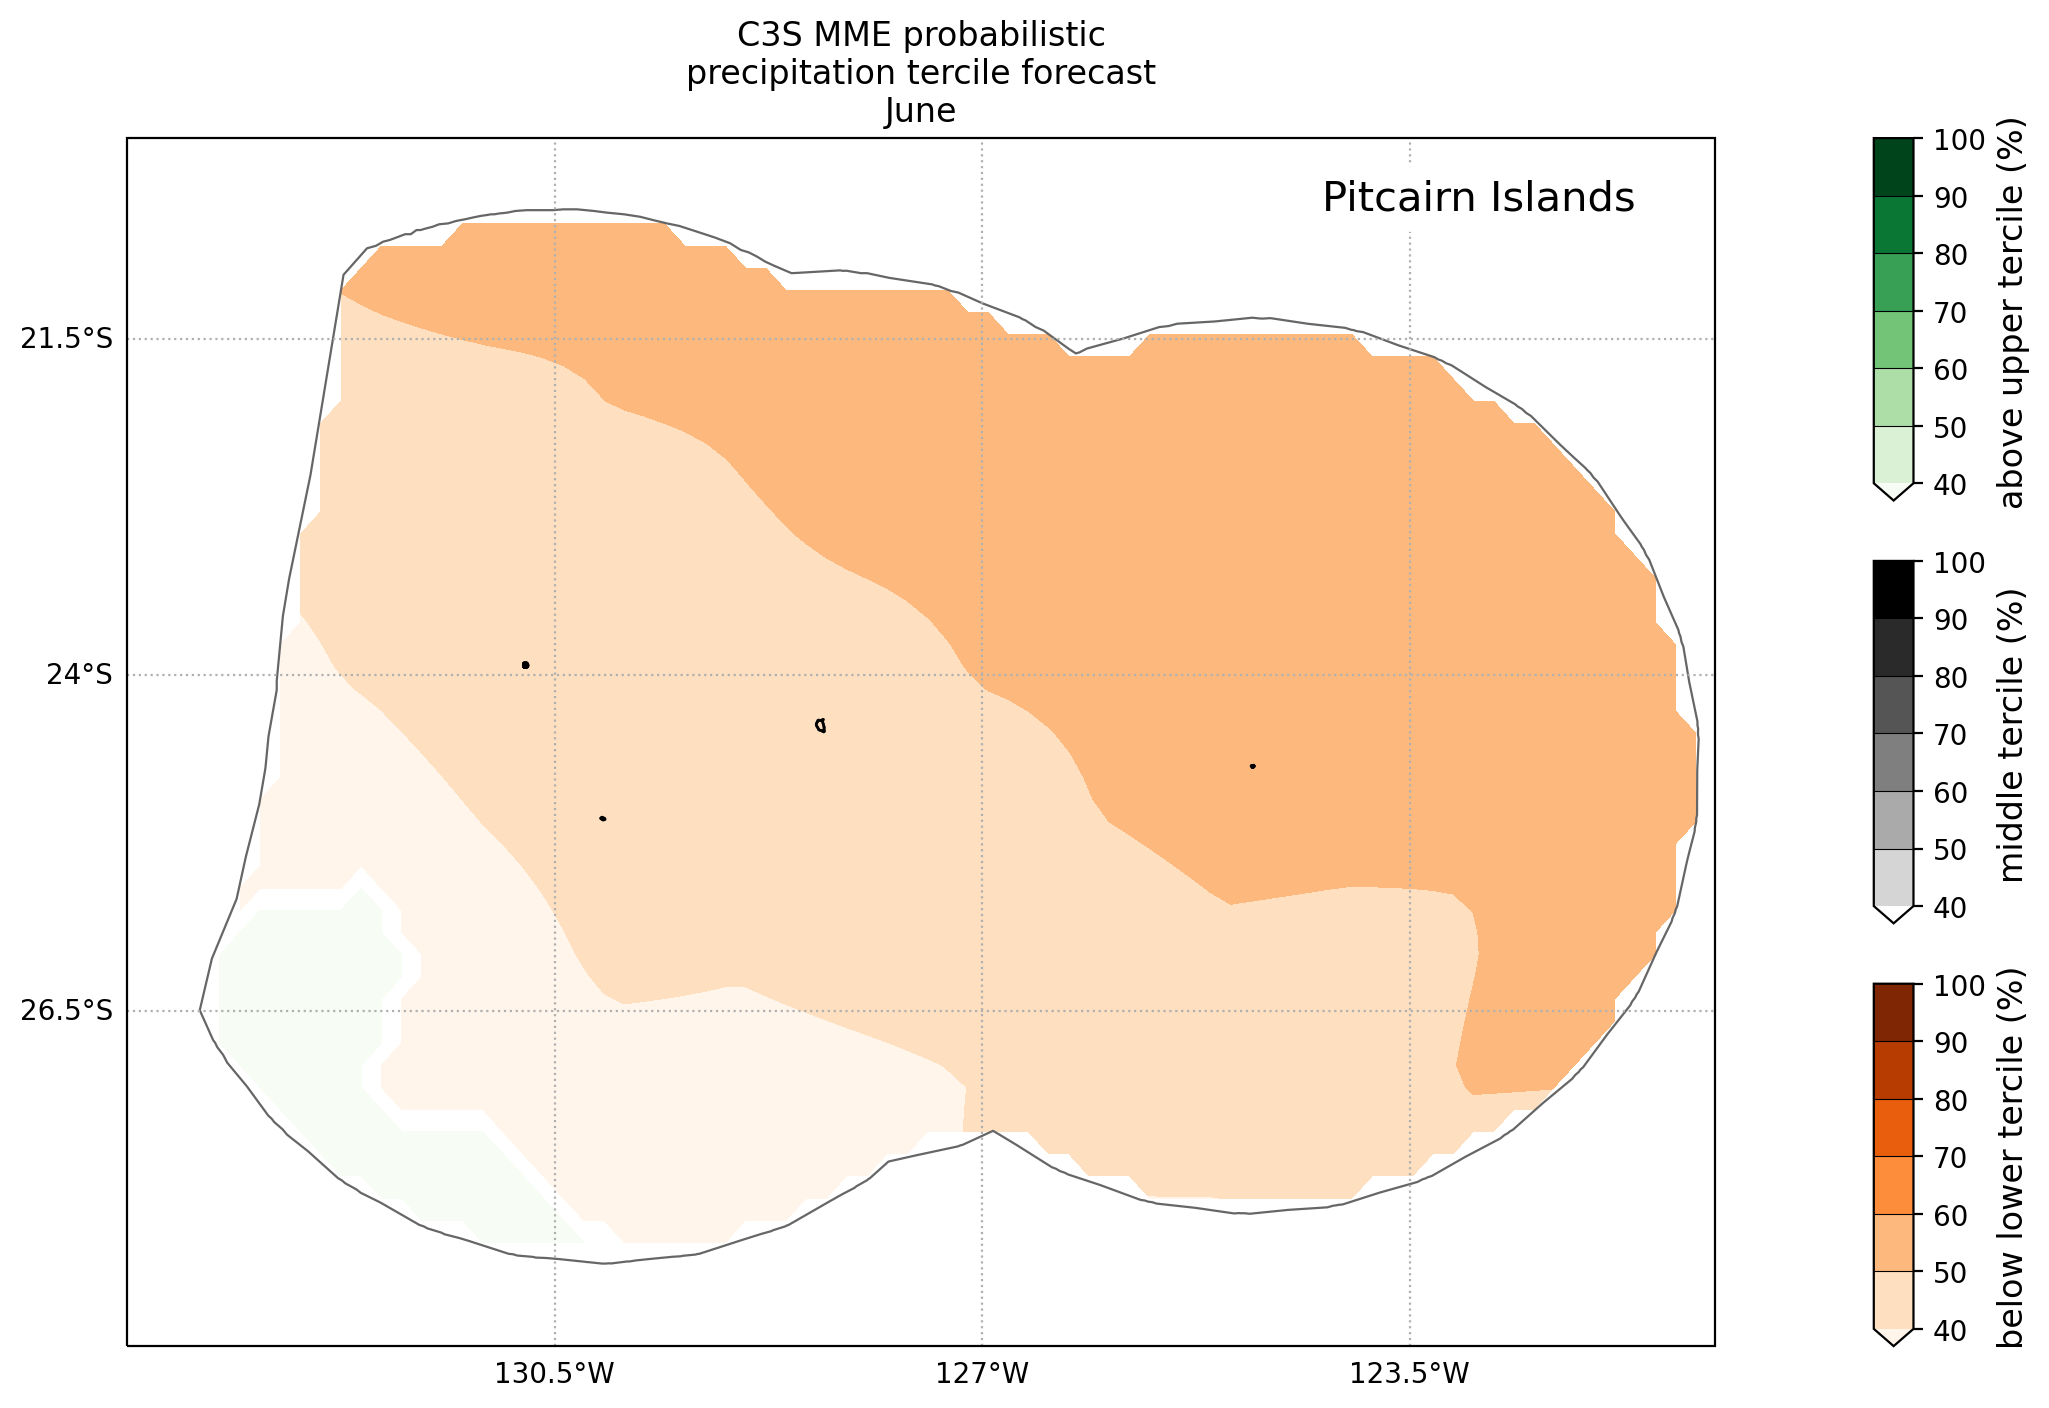 C3S MME probabilistic
precipitation tercile forecast
June
Pitcairn Islands
21.5°S
24°S
26.5°S
130.5°W
127°W
123.5°W
100
90
80
70
60
50
40
above upper tercile (%)
100
90
80
70
60
50
40
middle tercile (%)
100
90
80
70
60
50
40
below lower tercile (%)